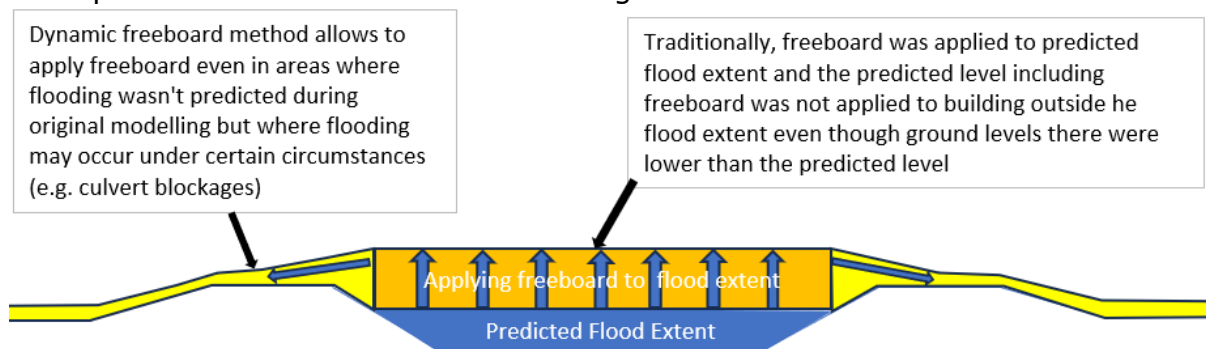 Dynamic freeboard method allows to
apply freeboard even in areas where
flooding wasn't predicted during
original modelling but where flooding
may occur under certain circumstances
(e.g. culvert blockages)
Traditionally, freeboard was applied to predicted
flood extent and the predicted level including
freeboard was not applied to building outside he
flood extent even though ground levels there were
lower than the predicted level
Applying freeboard to flood extent
Predicted Flood Extent